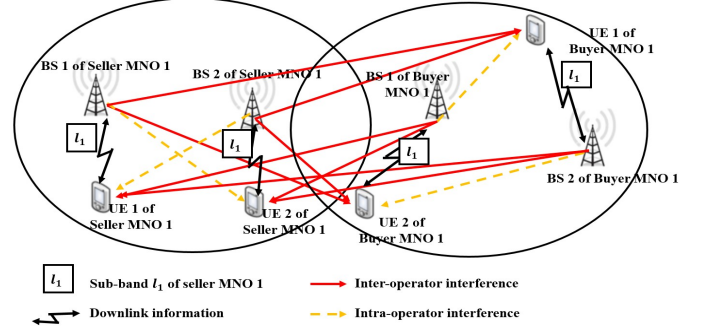 UE 1 of
Buyer MNO 1
BS 1 of Seller MNO 1
BS 2 of Seller MNO 1
BS 1 of Buyer
MNO 1
l₁
l₁
l₁
l₁
BS 2 of Buyer MNO 1
UE 1 of
Seller MNO 1
UE 2 of
Seller MNO 1
UE 2 of
Buyer MNO 1
l₁ Sub-band l₁ of seller MNO 1
Inter-operator interference
Downlink information
Intra-operator interference